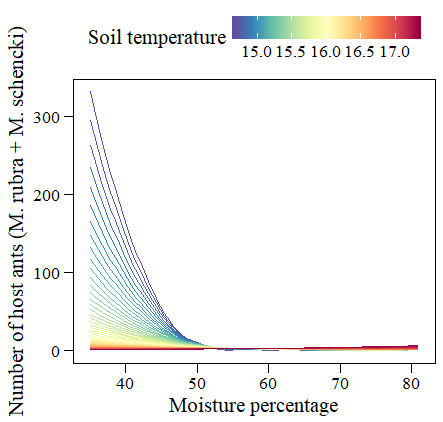 Soil temperature
15.0 15.5 16.0 16.5 17.0
Number of host ants (M. rubra + M. schencki)
300
200
100
0
40 50 60 70 80
Moisture percentage